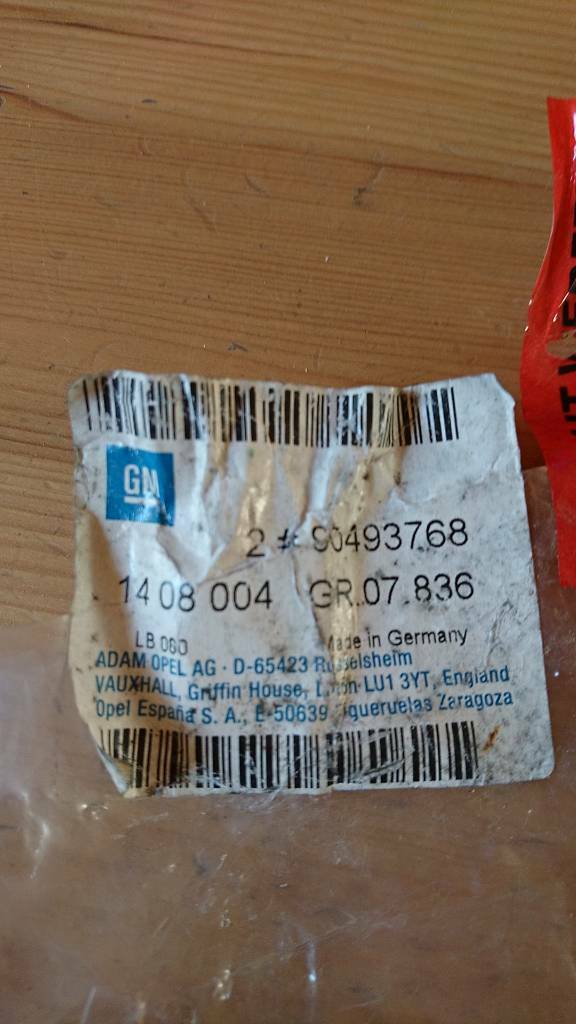 GM
2 # 90493768
14 08 004 GR.07.836
LB 060
Made in Germany
ADAM OPEL AG · D-65423 Rüsselsheim
VAUXHALL, Griffin House, Luton LU1 3YT, England
Opel España S. A., E-50639 Figueruelas Zaragoza